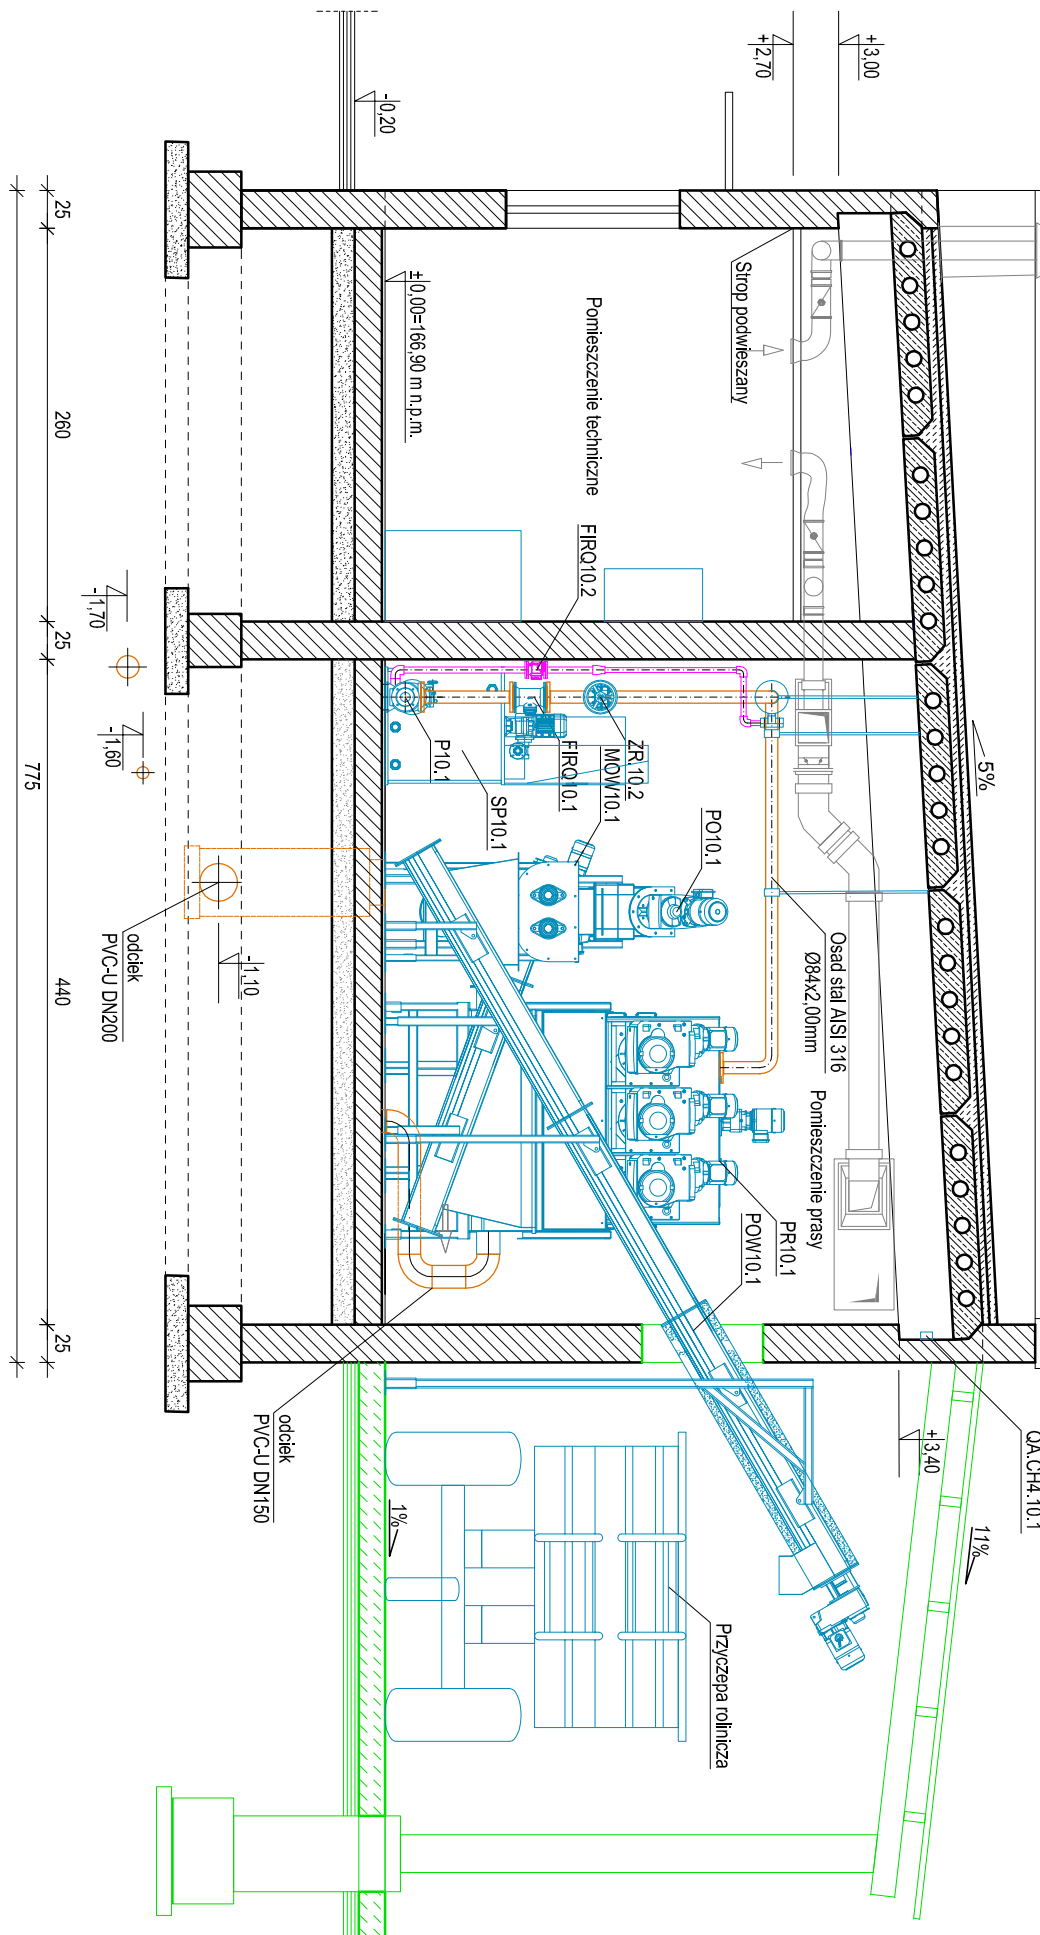 +3,00
+2,70
-0,20
Strop podwieszany
±0,00=166,90 m n.p.m.
Pomieszczenie techniczne
FIRQ10.2
5%
ZR.10.2
MOW10.1
FIRQ10.1
P10.1
SP10.1
PO10.1
Osad stal AISI 316
Ø84x2,00mm
Pomieszczenie prasy
PR10.1
POW10.1
QA.CH4.10.1
+3,40
11%
1%
Przyczepa rolinicza
odciek
PVC-U DN150
odciek
PVC-U DN200
-1,10
-1,60
-1,70
25
260
25
440
25
775